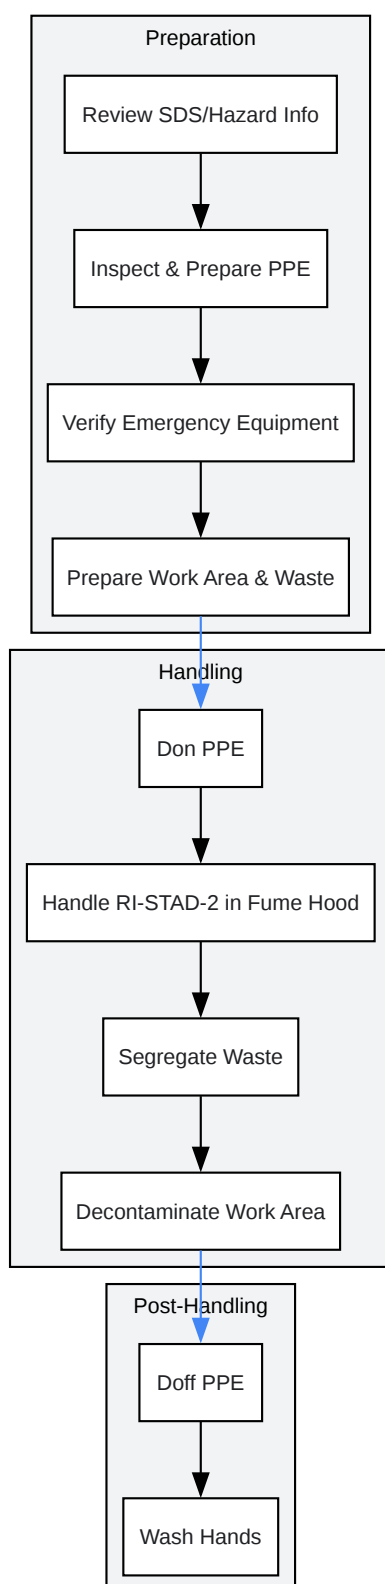 Preparation
Review SDS/Hazard Info
Inspect & Prepare PPE
Verify Emergency Equipment
Prepare Work Area & Waste
Handling
Don PPE
Handle RI-STAD-2 in Fume Hood
Segregate Waste
Decontaminate Work Area
Post-Handling
Doff PPE
Wash Hands